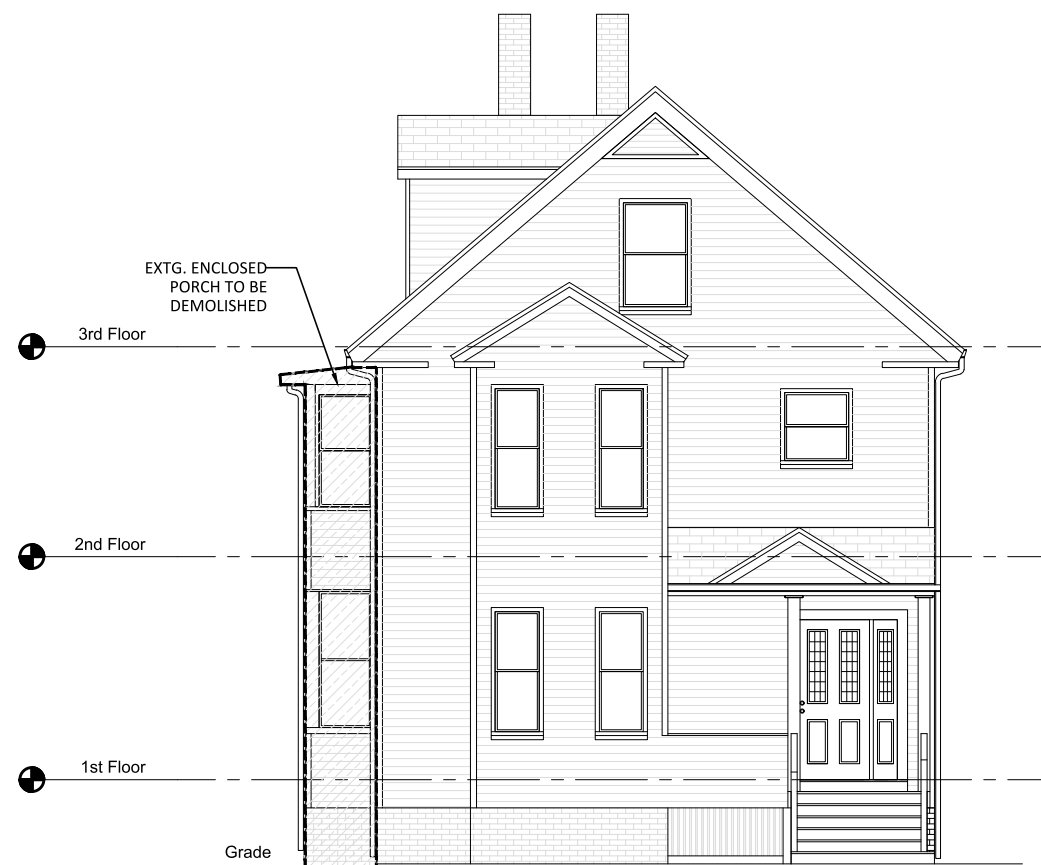 EXTG. ENCLOSED
PORCH TO BE
DEMOLISHED
3rd Floor
2nd Floor
1st Floor
Grade